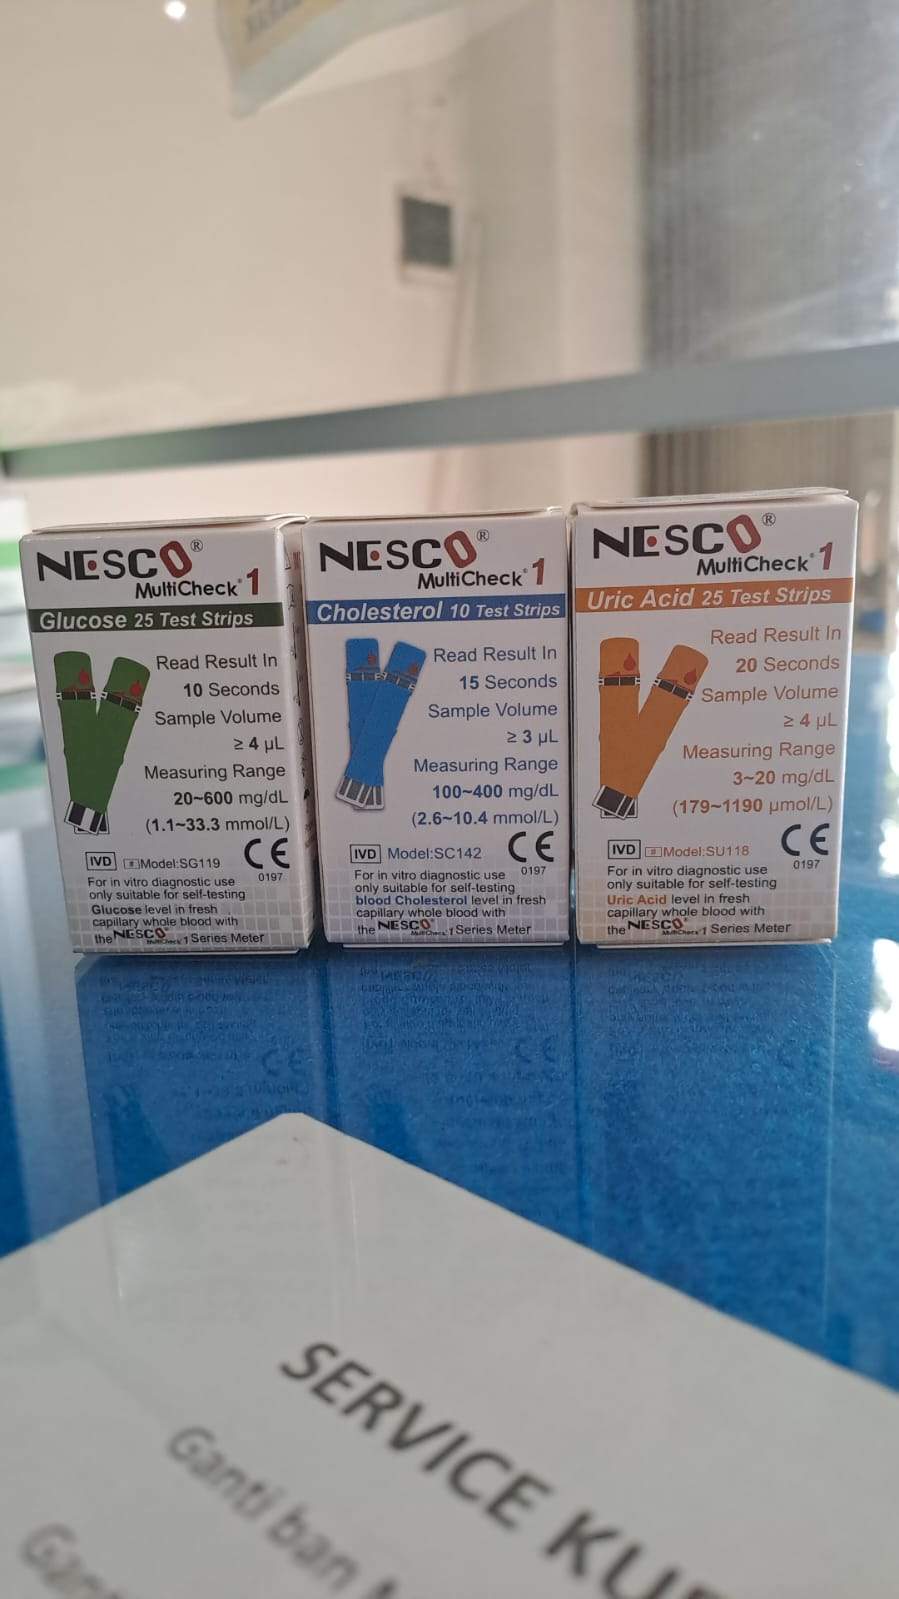 NESCO®
MultiCheck® 1
Glucose 25 Test Strips
Read Result In
10 Seconds
Sample Volume
≥ 4 µL
Measuring Range
20~600 mg/dL
(1.1~33.3 mmol/L)
IVD # Model:SG119
CE 0197
For in vitro diagnostic use
only suitable for self-testing
Glucose level in fresh
capillary whole blood with
the NESCO MultiCheck 1 Series Meter
NESCO®
MultiCheck® 1
Cholesterol 10 Test Strips
Read Result In
15 Seconds
Sample Volume
≥ 3 µL
Measuring Range
100~400 mg/dL
(2.6~10.4 mmol/L)
IVD Model:SC142
CE 0197
For in vitro diagnostic use
only suitable for self-testing
blood Cholesterol level in fresh
capillary whole blood with
the NESCO MultiCheck 1 Series Meter
NESCO®
MultiCheck® 1
Uric Acid 25 Test Strips
Read Result In
20 Seconds
Sample Volume
≥ 4 µL
Measuring Range
3~20 mg/dL
(179~1190 µmol/L)
IVD # Model:SU118
CE 0197
For in vitro diagnostic use
only suitable for self-testing
Uric Acid level in fresh
capillary whole blood with
the NESCO MultiCheck 1 Series Meter
SERVICE
Ganti ban